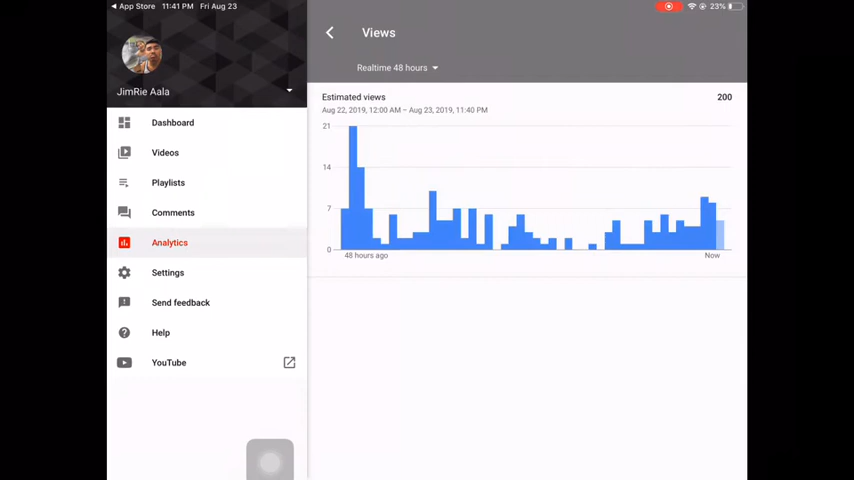 App Store 11:41 PM Fri Aug 23
23%
JimRie Aala
Dashboard
Videos
Playlists
Comments
Analytics
Settings
Send feedback
Help
YouTube
Views
Realtime 48 hours
Estimated views 200
Aug 22, 2019, 12:00 AM – Aug 23, 2019, 11:40 PM
21
14
7
0
48 hours ago Now